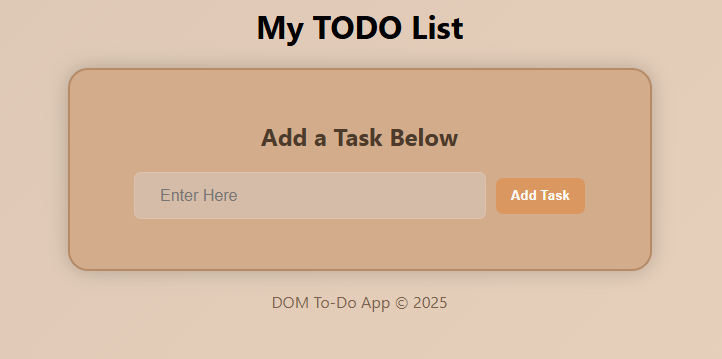 My TODO List
Add a Task Below
Enter Here
Add Task
DOM To-Do App © 2025